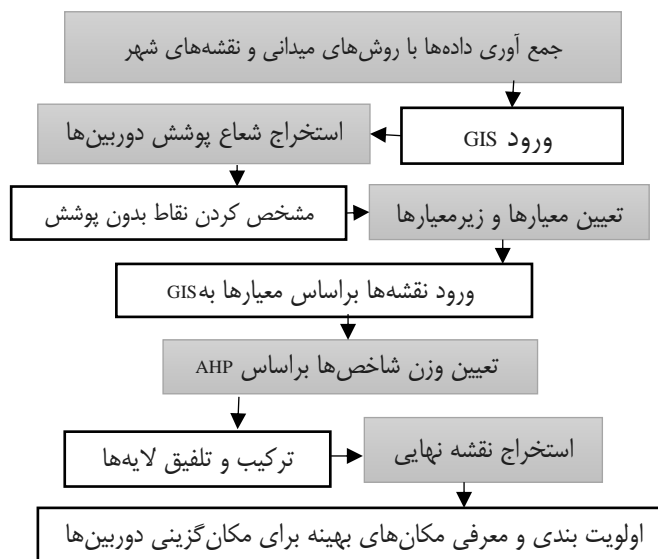 جمع آوری داده‌ها با روش‌های میدانی و نقشه‌های شهر
ورود GIS
استخراج شعاع پوشش دوربین‌ها
مشخص کردن نقاط بدون پوشش
تعیین معیارها و زیرمعیارها
ورود نقشه‌ها براساس معیارها به GIS
تعیین وزن شاخص‌ها براساس AHP
ترکیب و تلفیق لایه‌ها
استخراج نقشه نهایی
اولویت بندی و معرفی مکان‌های بهینه برای مکان‌گزینی دوربین‌ها